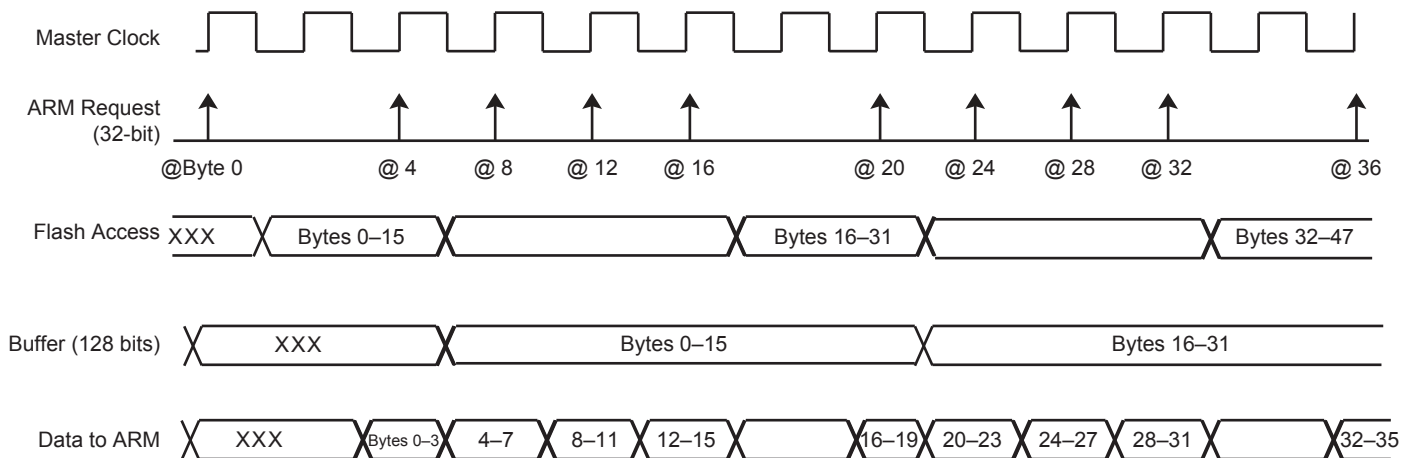 Master Clock
ARM Request
(32-bit)
@Byte 0 @ 4 @ 8 @ 12 @ 16 @ 20 @ 24 @ 28 @ 32 @ 36
Flash Access XXX Bytes 0–15 Bytes 16–31 Bytes 32–47
Buffer (128 bits) XXX Bytes 0–15 Bytes 16–31
Data to ARM XXX Bytes 0–3 4–7 8–11 12–15 16–19 20–23 24–27 28–31 32–35